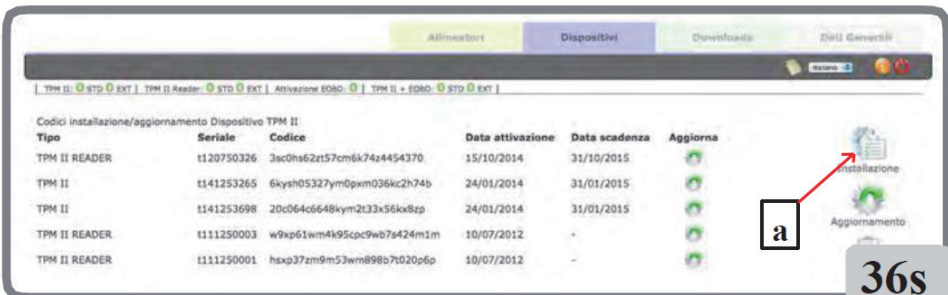 Allineatori Dispositivi Downloads Dati Generali
Italiano
| TPM II: 0 STD 0 EXT | TPM II Reader: 0 STD 0 EXT | Attivazione EOBD: 0 | TPM II + EOBD: 0 STD 0 EXT |
Codici installazione/aggiornamento Dispositivo TPM II
Tipo Seriale Codice Data attivazione Data scadenza Aggiorna
TPM II READER t120750326 3sc0hs62zt57cm6k74z4454370 15/10/2014 31/10/2015
TPM II t141253265 6kysh05327ym0pxm036kc2h74b 24/01/2014 31/01/2015
TPM II t141253698 20c064c6648kym2t33x56kx8zp 24/01/2014 31/01/2015
TPM II READER t111250003 w9xp61wm4k95cpc9wb7s424m1m 10/07/2012 -
TPM II READER t111250001 hsxp37zm9m53wm898b7t020p6p 10/07/2012 -
Installazione
Aggiornamento
a
36s